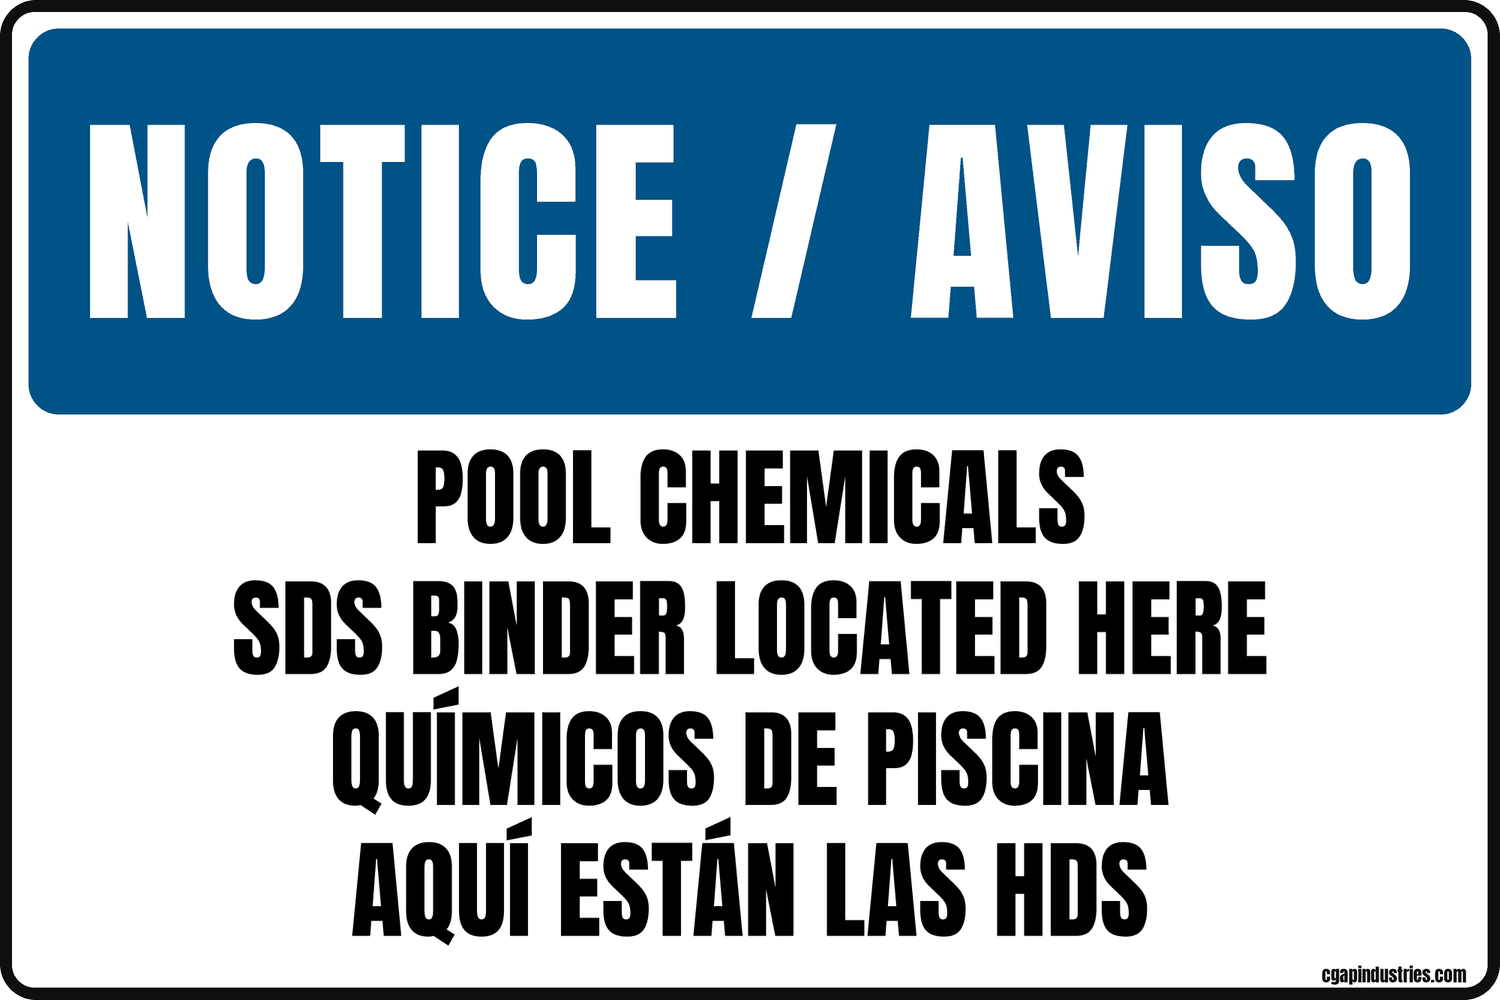 NOTICE / AVISO
POOL CHEMICALS
SDS BINDER LOCATED HERE
QUÍMICOS DE PISCINA
AQUÍ ESTÁN LAS HDS
cgapindustries.com